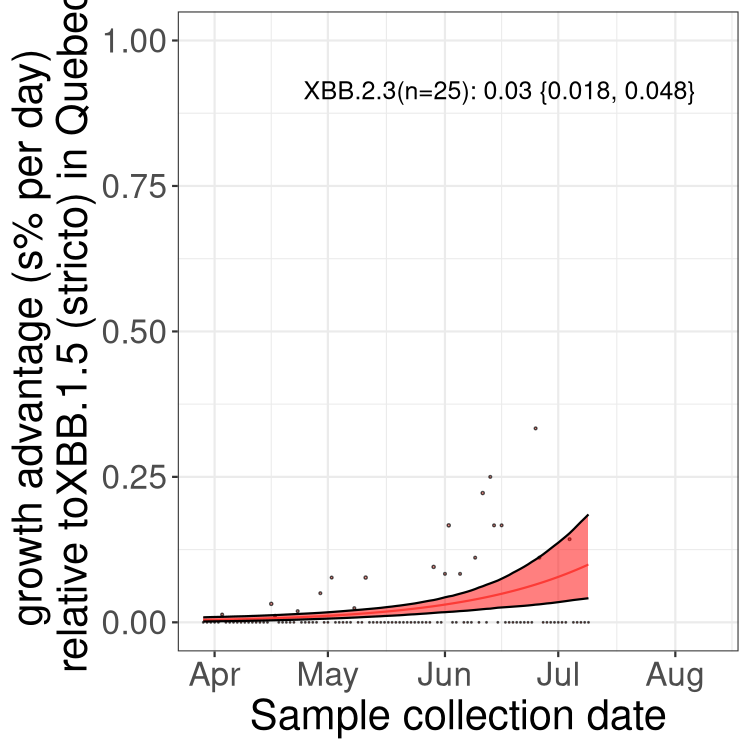 growth advantage (s% per day)
relative toXBB.1.5 (stricto) in Quebec
1.00
0.75
0.50
0.25
0.00
XBB.2.3(n=25): 0.03 {0.018, 0.048}
Apr May Jun Jul Aug
Sample collection date